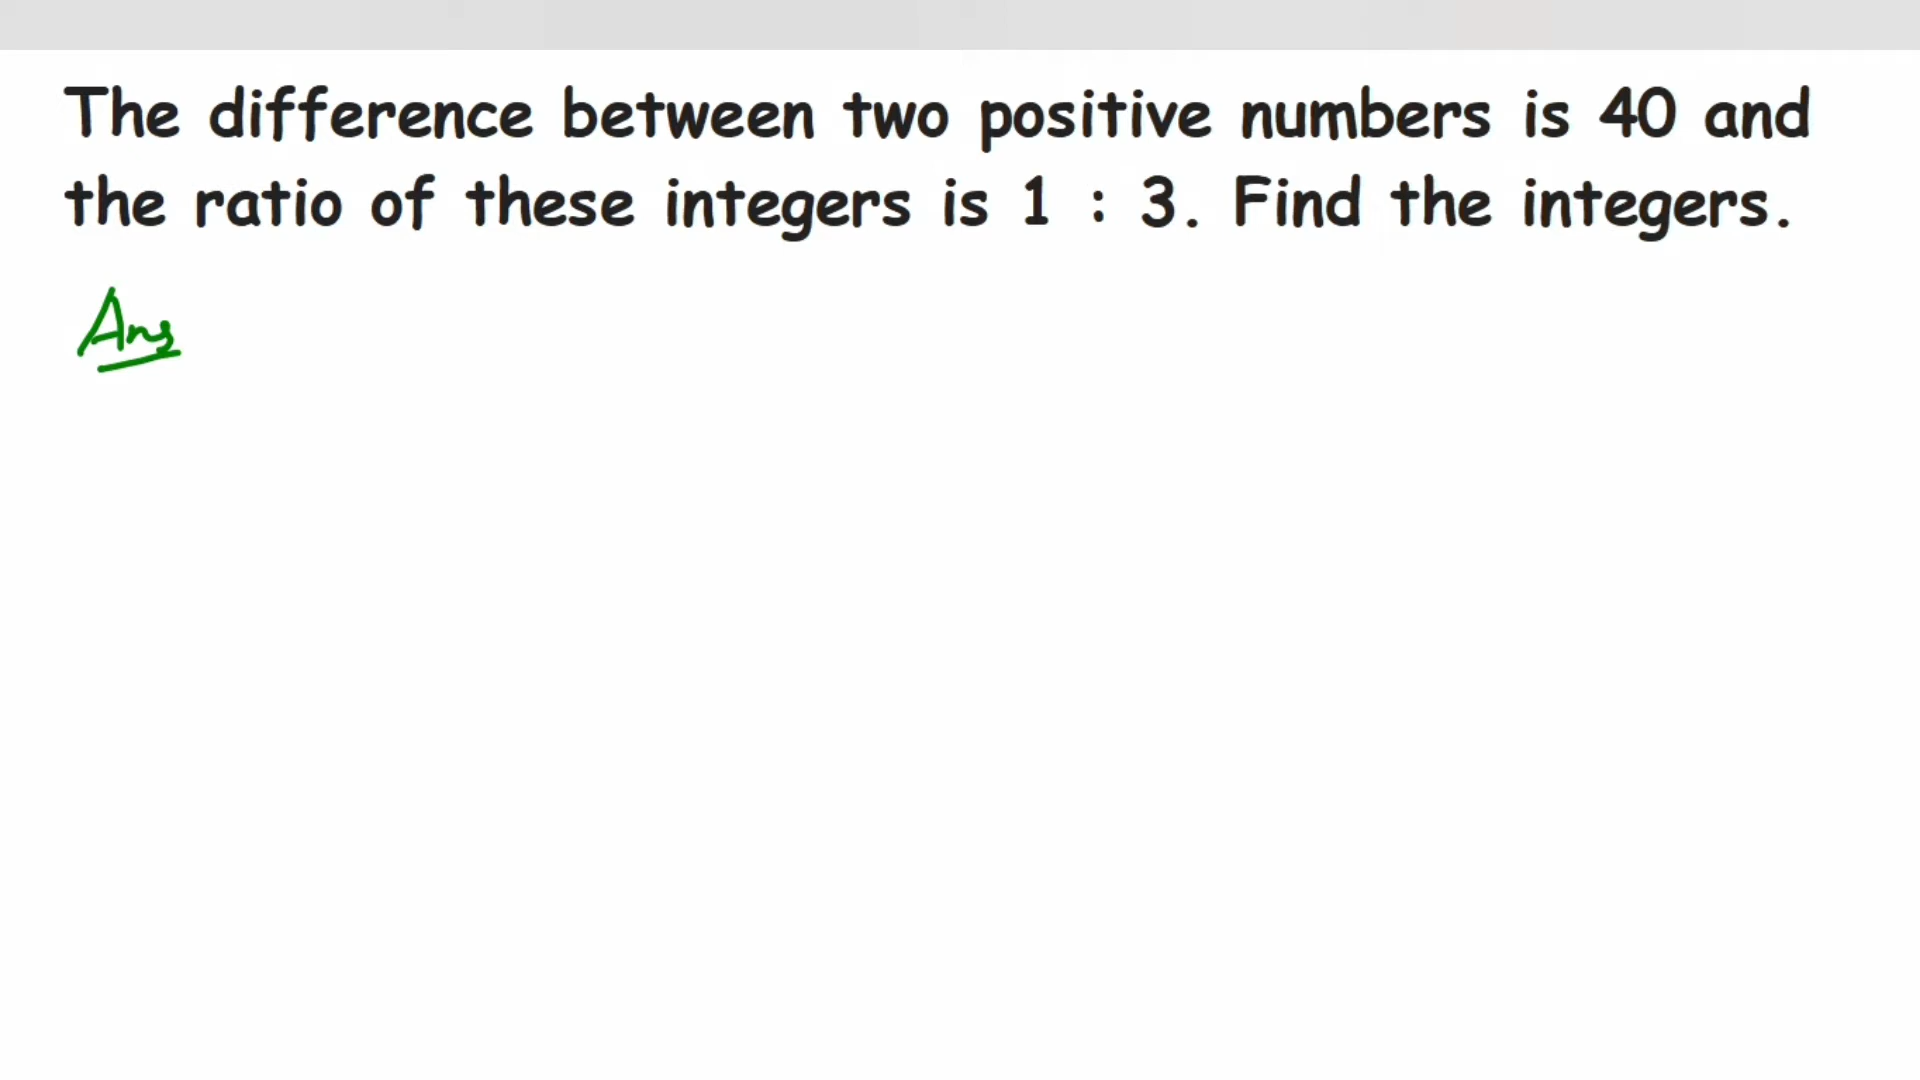 The difference between two positive numbers is 40 and
the ratio of these integers is 1 : 3. Find the integers.
Ans